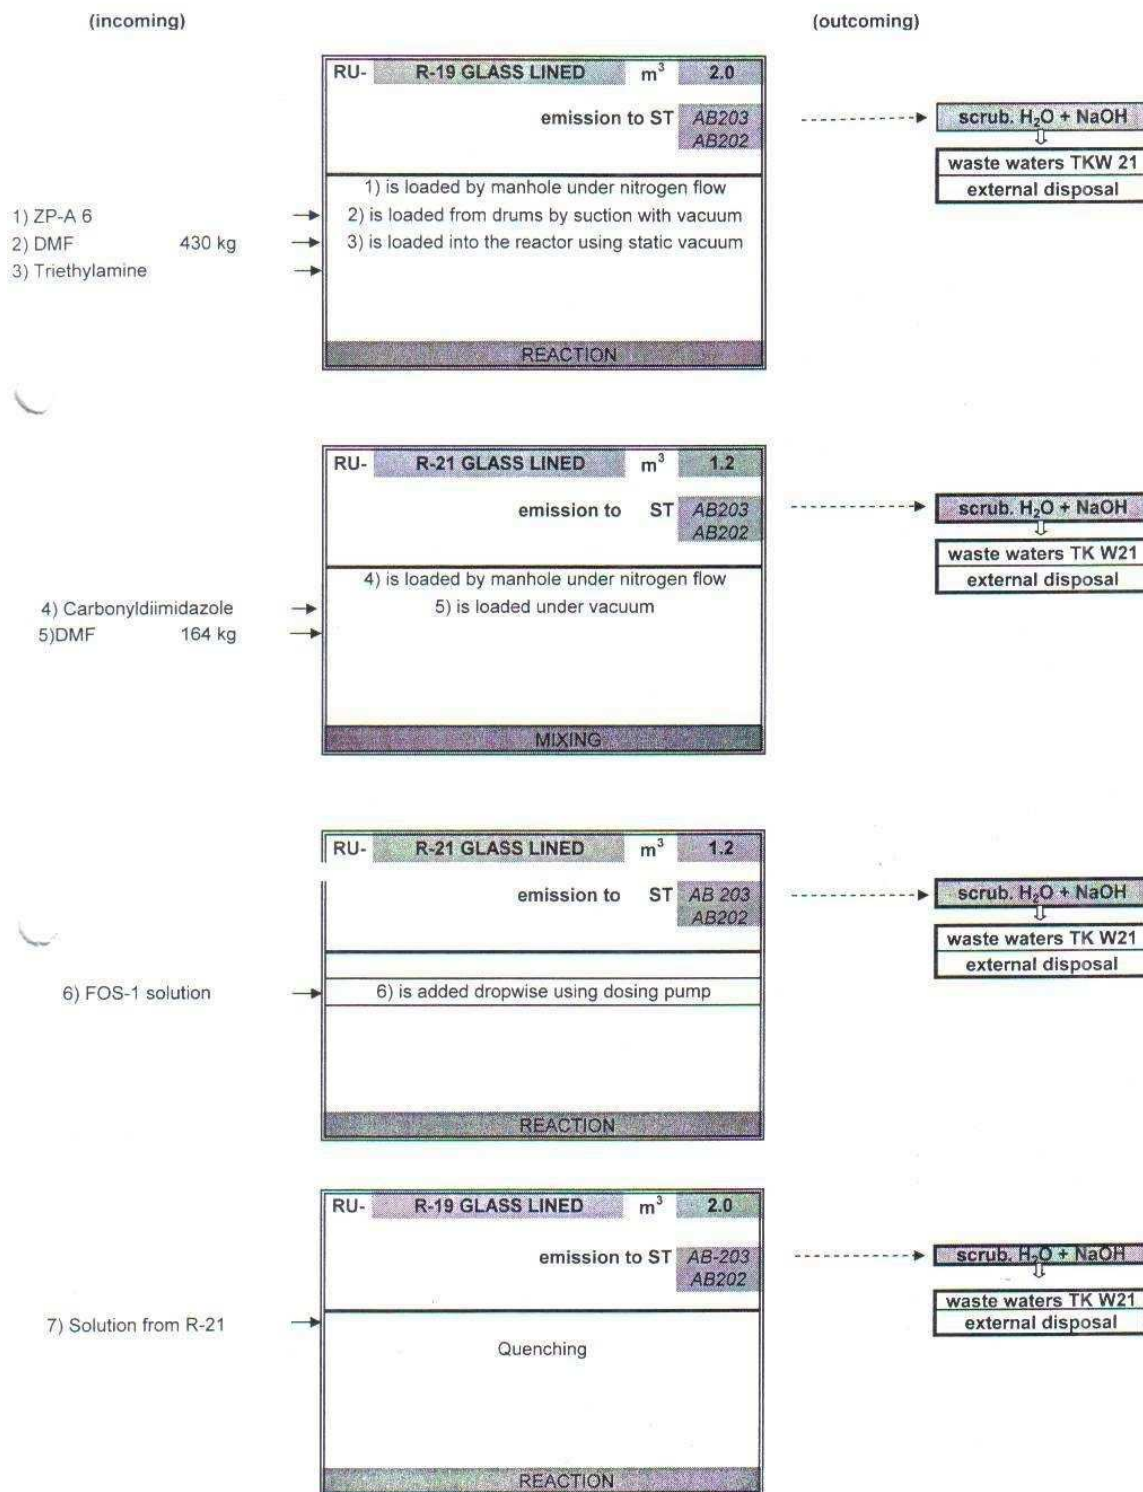 (incoming)
(outcoming)
RU- R-19 GLASS LINED m³ 2.0
emission to ST AB203
AB202
scrub. H₂O + NaOH
waste waters TKW 21
external disposal
1) is loaded by manhole under nitrogen flow
1) ZP-A 6
2) is loaded from drums by suction with vacuum
2) DMF 430 kg
3) is loaded into the reactor using static vacuum
3) Triethylamine
REACTION
RU- R-21 GLASS LINED m³ 1.2
emission to ST AB203
AB202
scrub. H₂O + NaOH
waste waters TK W21
external disposal
4) is loaded by manhole under nitrogen flow
4) Carbonyldiimidazole
5) is loaded under vacuum
5)DMF 164 kg
MIXING
RU- R-21 GLASS LINED m³ 1.2
emission to ST AB 203
AB202
scrub. H₂O + NaOH
waste waters TK W21
external disposal
6) FOS-1 solution
6) is added dropwise using dosing pump
REACTION
RU- R-19 GLASS LINED m³ 2.0
emission to ST AB-203
AB202
scrub. H₂O + NaOH
waste waters TK W21
external disposal
7) Solution from R-21
Quenching
REACTION